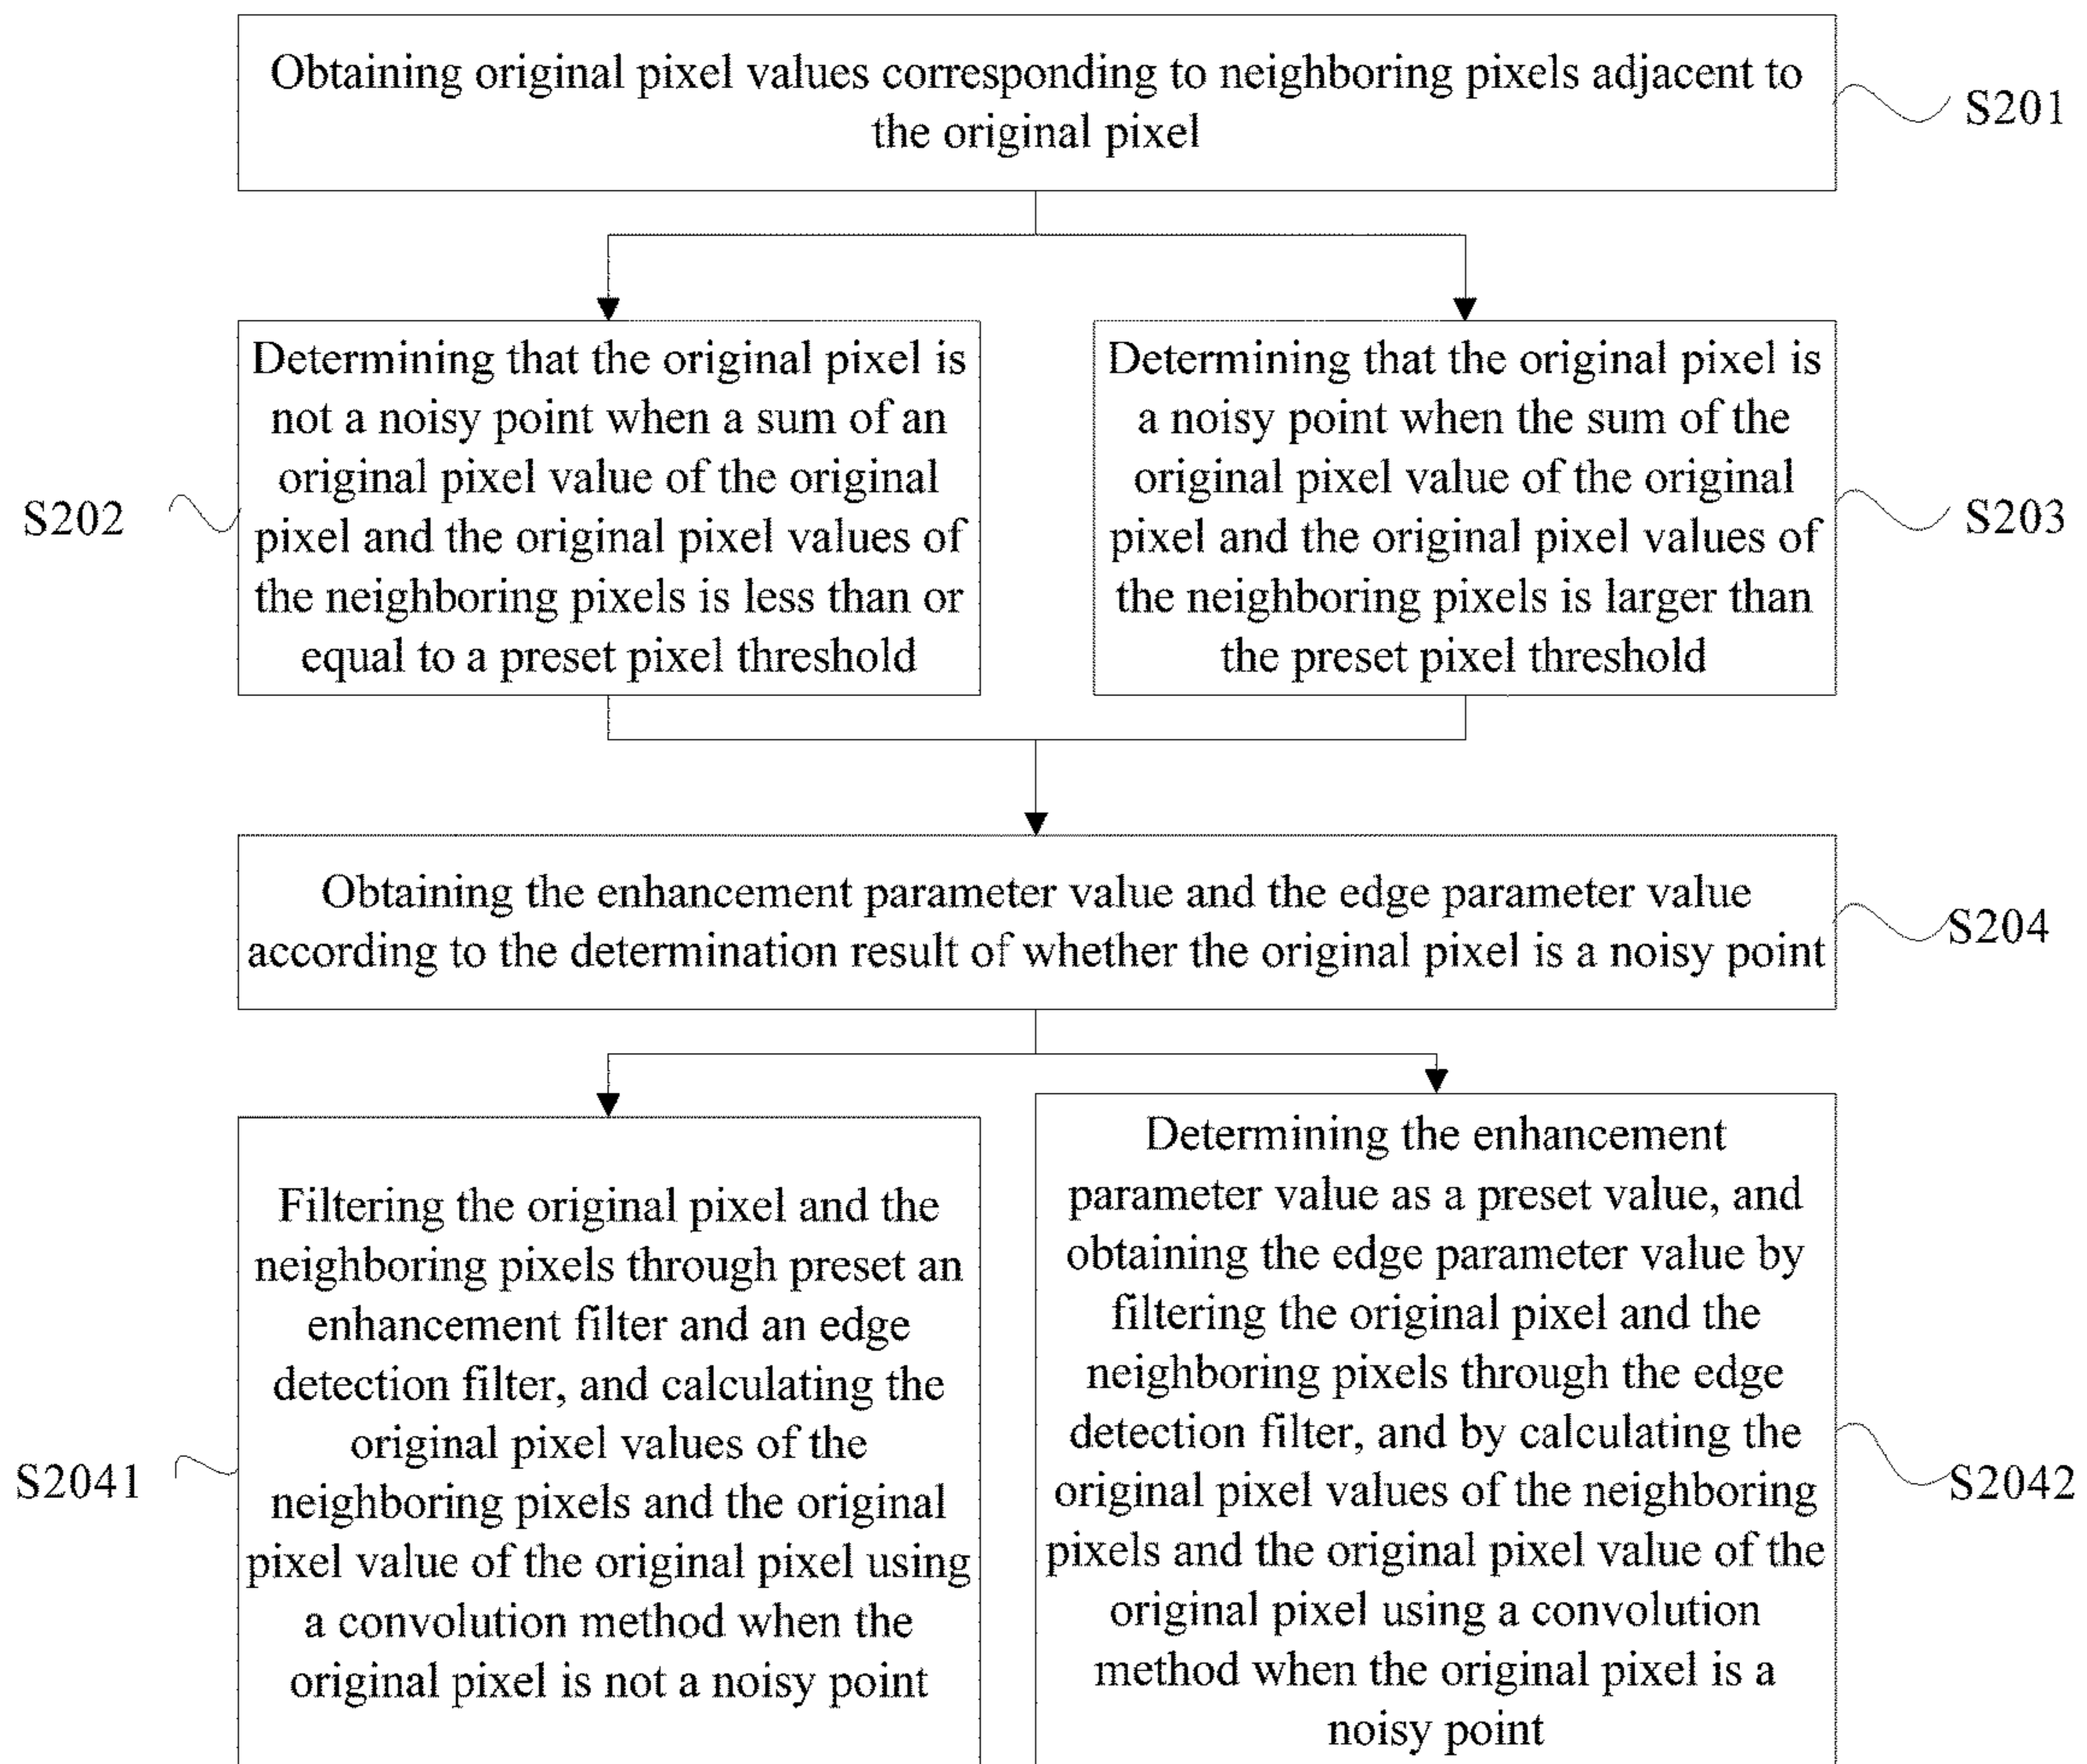 Obtaining original pixel values corresponding to neighboring pixels adjacent to
the original pixel
S201
Determining that the original pixel is
not a noisy point when a sum of an
original pixel value of the original
pixel and the original pixel values of
the neighboring pixels is less than or
equal to a preset pixel threshold
S202
Determining that the original pixel is
a noisy point when the sum of the
original pixel value of the original
pixel and the original pixel values of
the neighboring pixels is larger than
the preset pixel threshold
S203
Obtaining the enhancement parameter value and the edge parameter value
according to the determination result of whether the original pixel is a noisy point
S204
Filtering the original pixel and the
neighboring pixels through preset an
enhancement filter and an edge
detection filter, and calculating the
original pixel values of the
neighboring pixels and the original
pixel value of the original pixel using
a convolution method when the
original pixel is not a noisy point
S2041
Determining the enhancement
parameter value as a preset value, and
obtaining the edge parameter value by
filtering the original pixel and the
neighboring pixels through the edge
detection filter, and by calculating the
original pixel values of the neighboring
pixels and the original pixel value of the
original pixel using a convolution
method when the original pixel is a
noisy point
S2042